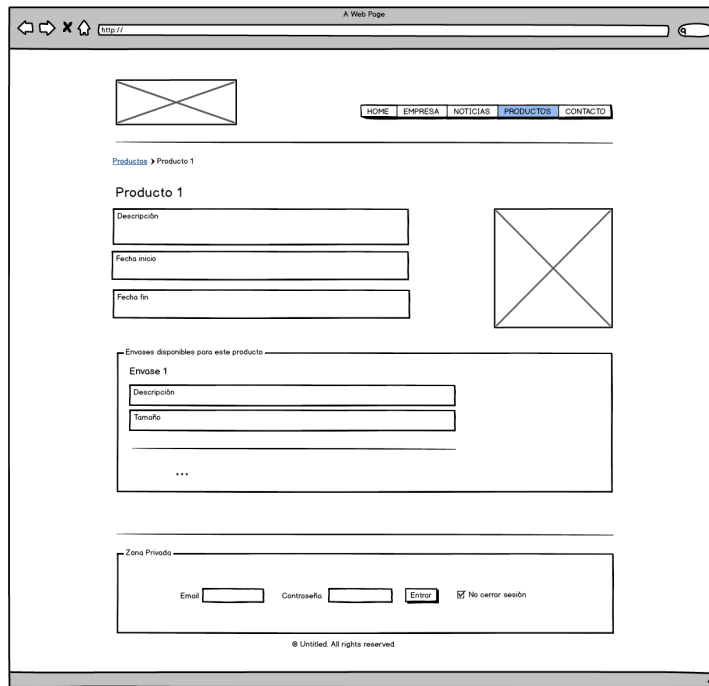 A Web Page
http://
HOME EMPRESA NOTICIAS PRODUCTOS CONTACTO
Productos > Producto 1
Producto 1
Descripción
Fecha inicio
Fecha fin
Envases disponibles para este producto
Envase 1
Descripción
Tamaño
...
Zona Privada
Email Contraseña Entrar No cerrar sesión
© Untitled. All rights reserved.